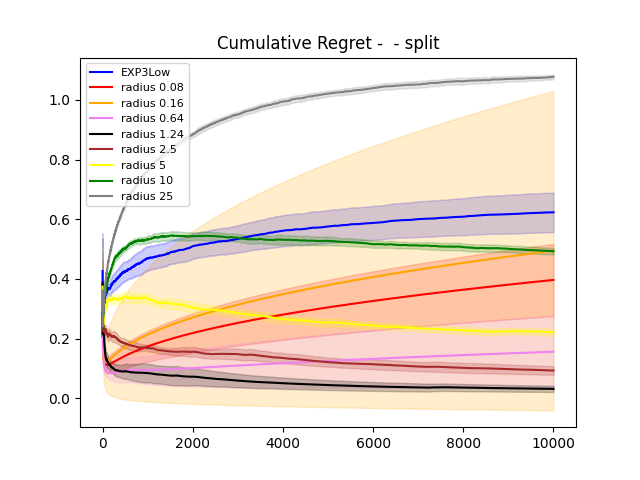 Cumulative Regret -  - split
EXP3Low
radius 0.08
radius 0.16
radius 0.64
radius 1.24
radius 2.5
radius 5
radius 10
radius 25
1.0
0.8
0.6
0.4
0.2
0.0
0 2000 4000 6000 8000 10000